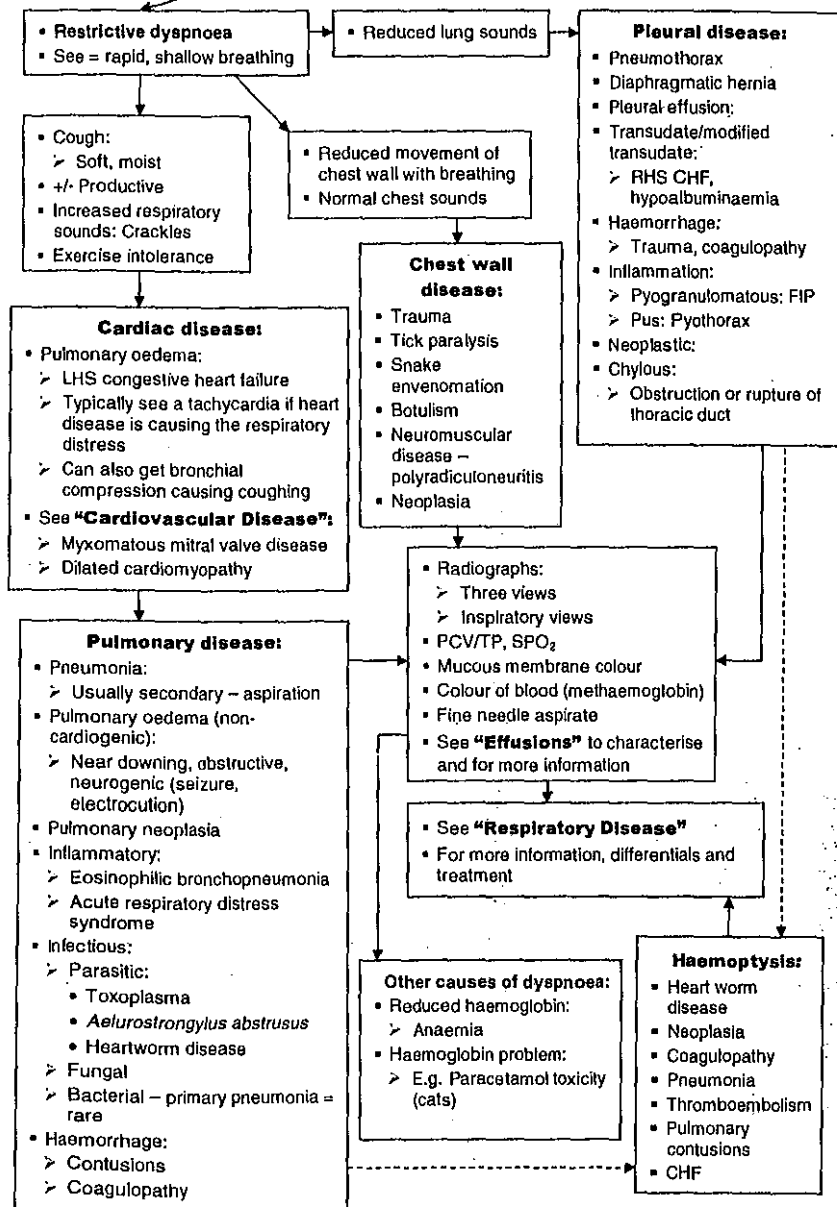 ▪ Restrictive dyspnoea
▪ See = rapid, shallow breathing
▪ Reduced lung sounds
Pleural disease:
▪ Pneumothorax
▪ Diaphragmatic hernia
▪ Pleural effusion:
▪ Transudate/modified
transudate:
➢ RHS CHF,
hypoalbuminaemia
▪ Haemorrhage:
➢ Trauma, coagulopathy
▪ Inflammation:
➢ Pyogranulomatous: FIP
➢ Pus: Pyothorax
▪ Neoplastic:
▪ Chylous:
➢ Obstruction or rupture of
thoracic duct
▪ Cough:
➢ Soft, moist
▪ +/- Productive
▪ Increased respiratory
sounds: Crackles
▪ Exercise intolerance
▪ Reduced movement of
chest wall with breathing
▪ Normal chest sounds
Chest wall
disease:
▪ Trauma
▪ Tick paralysis
▪ Snake
envenomation
▪ Botulism
▪ Neuromuscular
disease –
polyradiculoneuritis
▪ Neoplasia
Cardiac disease:
▪ Pulmonary oedema:
➢ LHS congestive heart failure
➢ Typically see a tachycardia if heart
disease is causing the respiratory
distress
➢ Can also get bronchial
compression causing coughing
▪ See "Cardiovascular Disease":
➢ Myxomatous mitral valve disease
➢ Dilated cardiomyopathy
▪ Radiographs:
➢ Three views
➢ Inspiratory views
▪ PCV/TP, SPO₂
▪ Mucous membrane colour
▪ Colour of blood (methaemoglobin)
▪ Fine needle aspirate
▪ See "Effusions" to characterise
and for more information
Pulmonary disease:
▪ Pneumonia:
➢ Usually secondary – aspiration
▪ Pulmonary oedema (non-
cardiogenic):
➢ Near downing, obstructive,
neurogenic (seizure,
electrocution)
▪ Pulmonary neoplasia
▪ Inflammatory:
➢ Eosinophilic bronchopneumonia
➢ Acute respiratory distress
syndrome
▪ Infectious:
➢ Parasitic:
• Toxoplasma
• Aelurostrongylus abstrusus
• Heartworm disease
➢ Fungal
➢ Bacterial – primary pneumonia =
rare
▪ Haemorrhage:
➢ Contusions
➢ Coagulopathy
▪ See "Respiratory Disease"
▪ For more information, differentials and
treatment
Other causes of dyspnoea:
▪ Reduced haemoglobin:
➢ Anaemia
▪ Haemoglobin problem:
➢ E.g. Paracetamol toxicity
(cats)
Haemoptysis:
▪ Heart worm
disease
▪ Neoplasia
▪ Coagulopathy
▪ Pneumonia
▪ Thromboembolism
▪ Pulmonary
contusions
▪ CHF